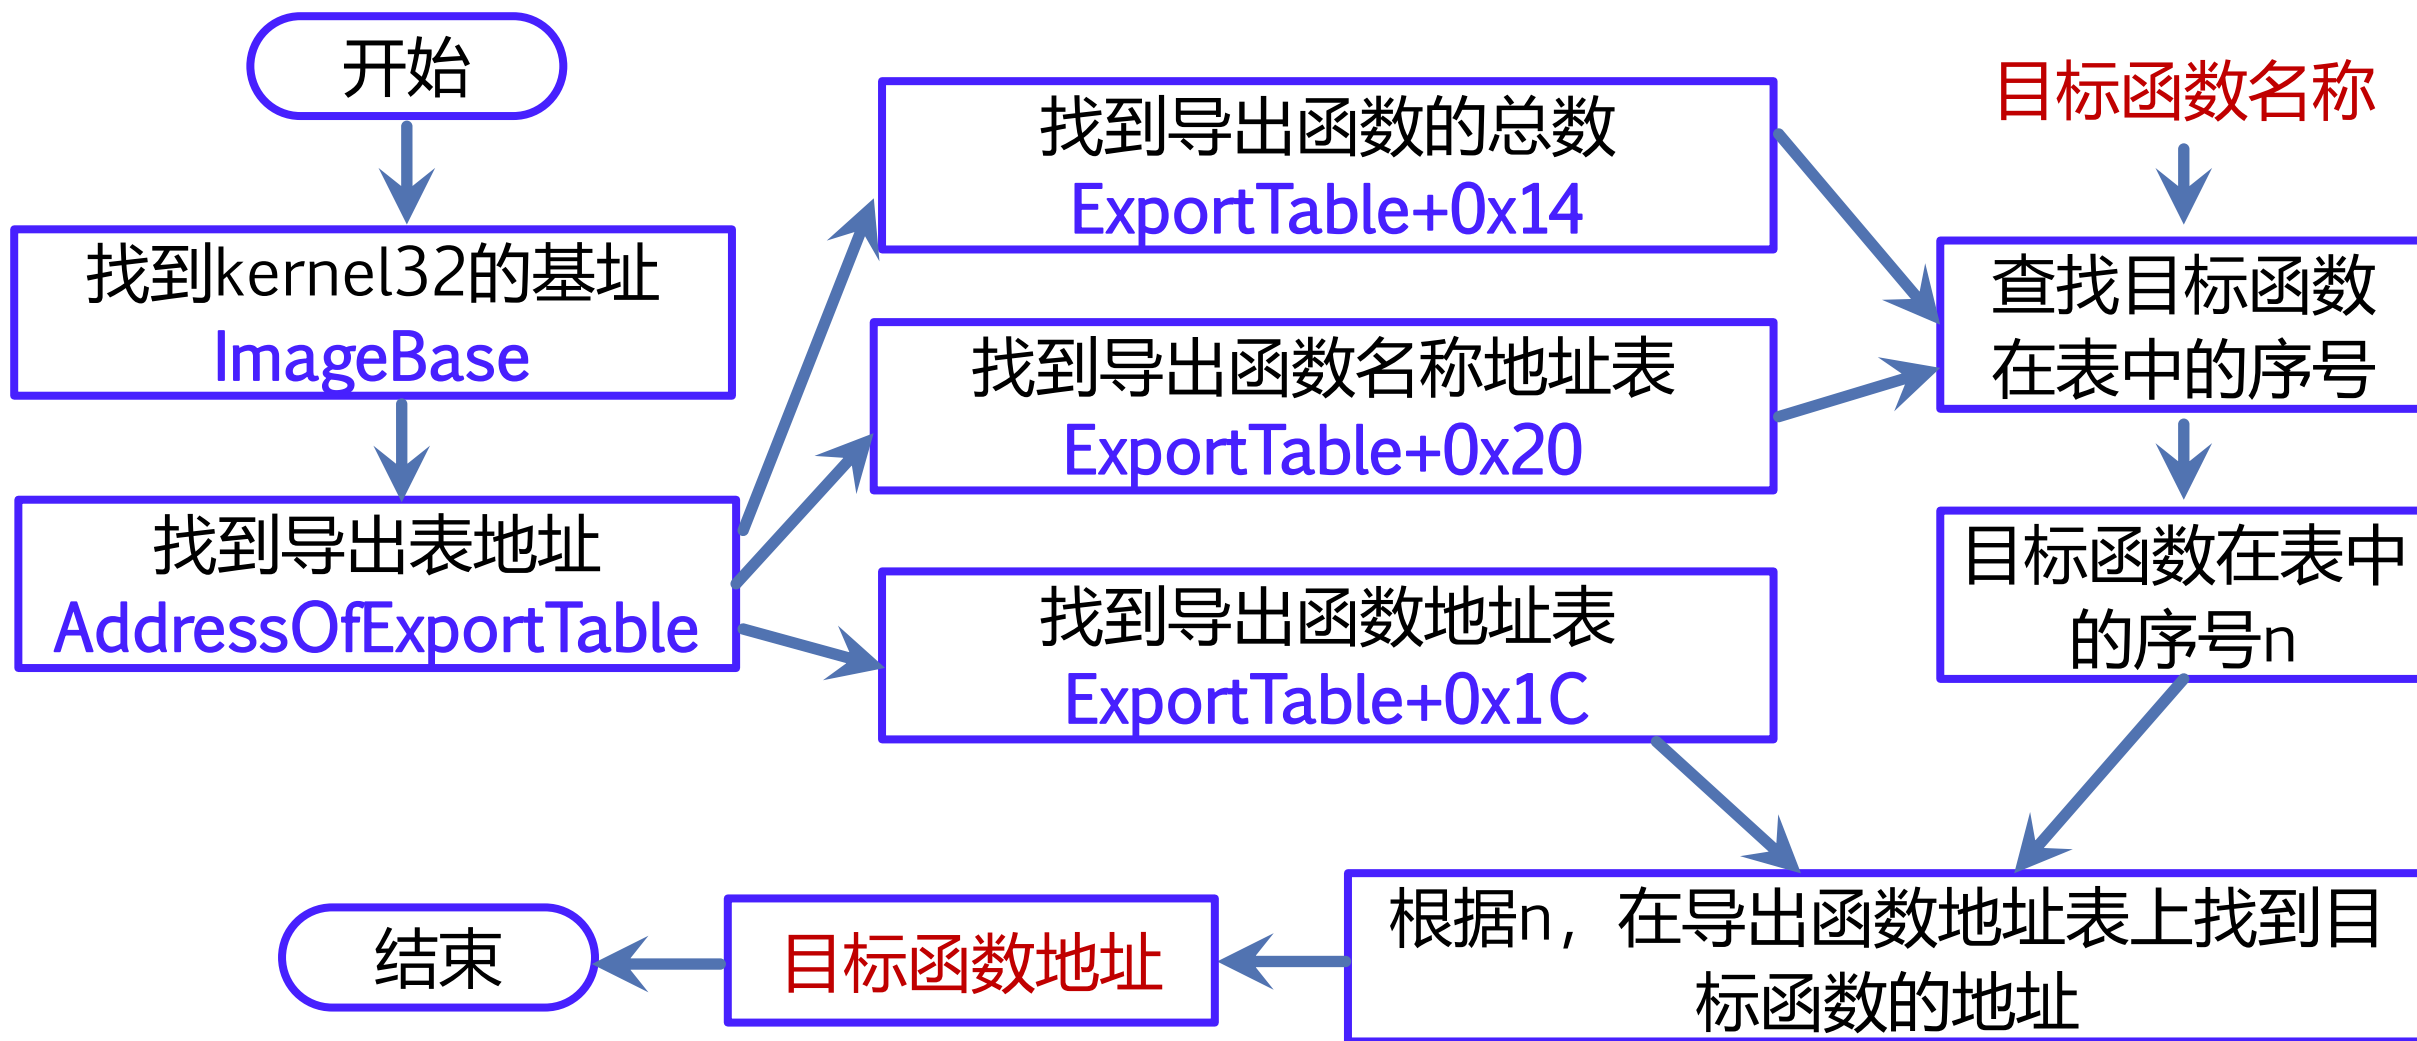 开始
找到kernel32的基址
ImageBase
找到导出表地址
AddressOfExportTable
找到导出函数的总数
ExportTable+0x14
找到导出函数名称地址表
ExportTable+0x20
找到导出函数地址表
ExportTable+0x1C
目标函数名称
查找目标函数
在表中的序号
目标函数在表中
的序号n
根据n，在导出函数地址表上找到目
标函数的地址
目标函数地址
结束